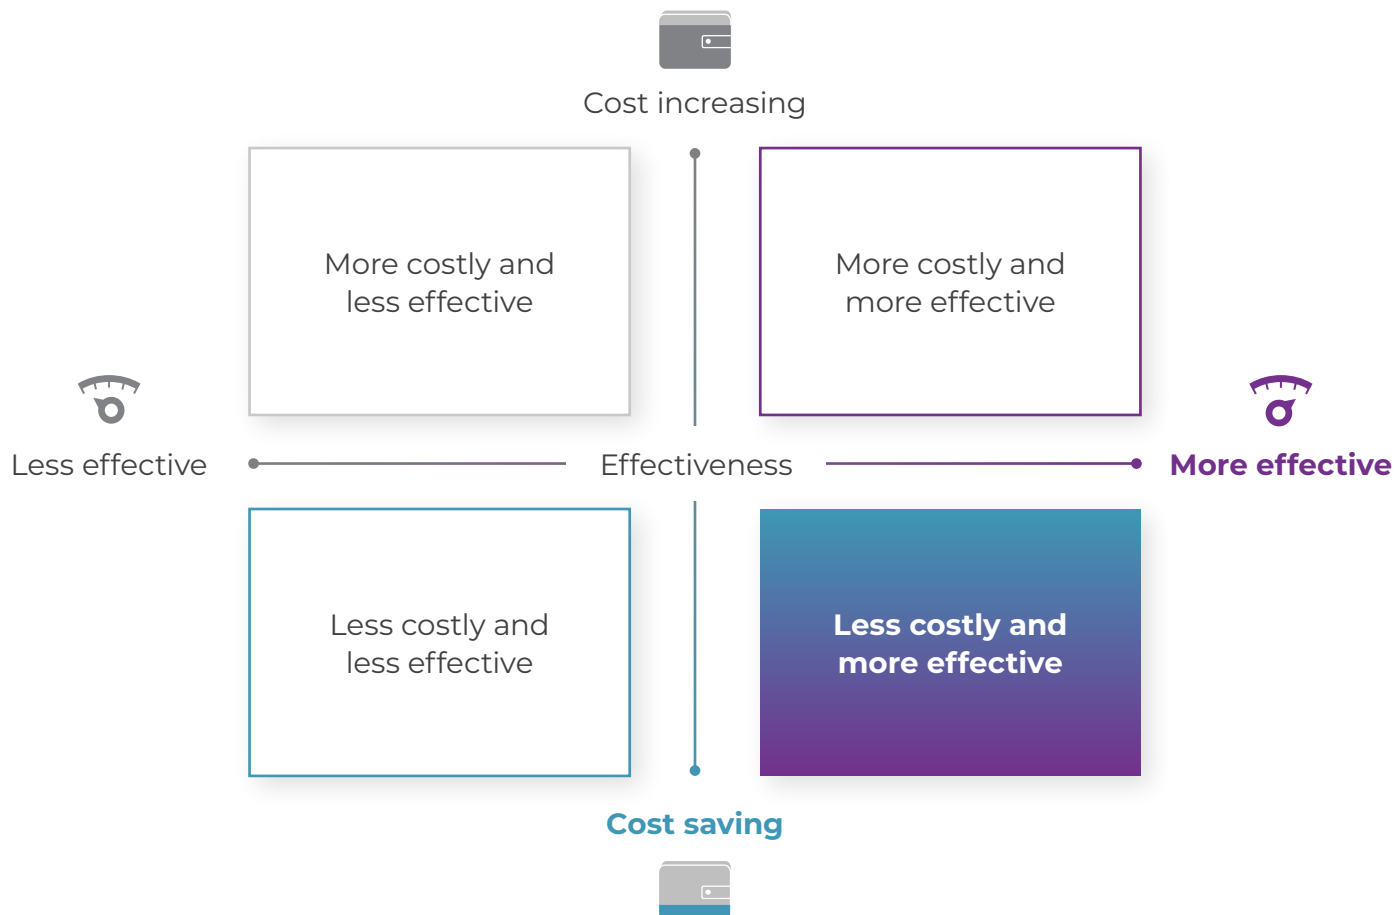 Cost increasing
More costly and
less effective
More costly and
more effective
Less effective
Effectiveness
More effective
Less costly and
less effective
Less costly and
more effective
Cost saving